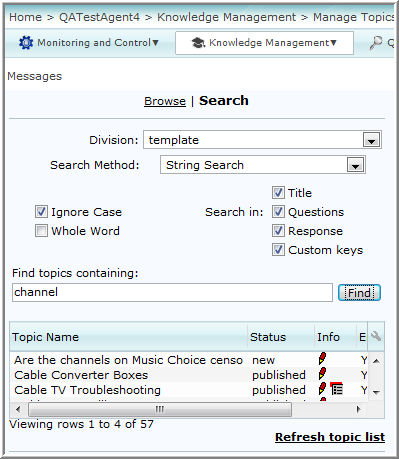 Home > QATestAgent4 > Knowledge Management > Manage Topics
Monitoring and Control▼ Knowledge Management▼ Q
Messages
Browse | Search
Division: template
Search Method: String Search
Title
Ignore Case Search in: Questions
Whole Word Response
Custom keys
Find topics containing:
channel Find
Topic Name Status Info E
Are the channels on Music Choice censo new Y
Cable Converter Boxes published Y
Cable TV Troubleshooting published Y
Viewing rows 1 to 4 of 57
Refresh topic list